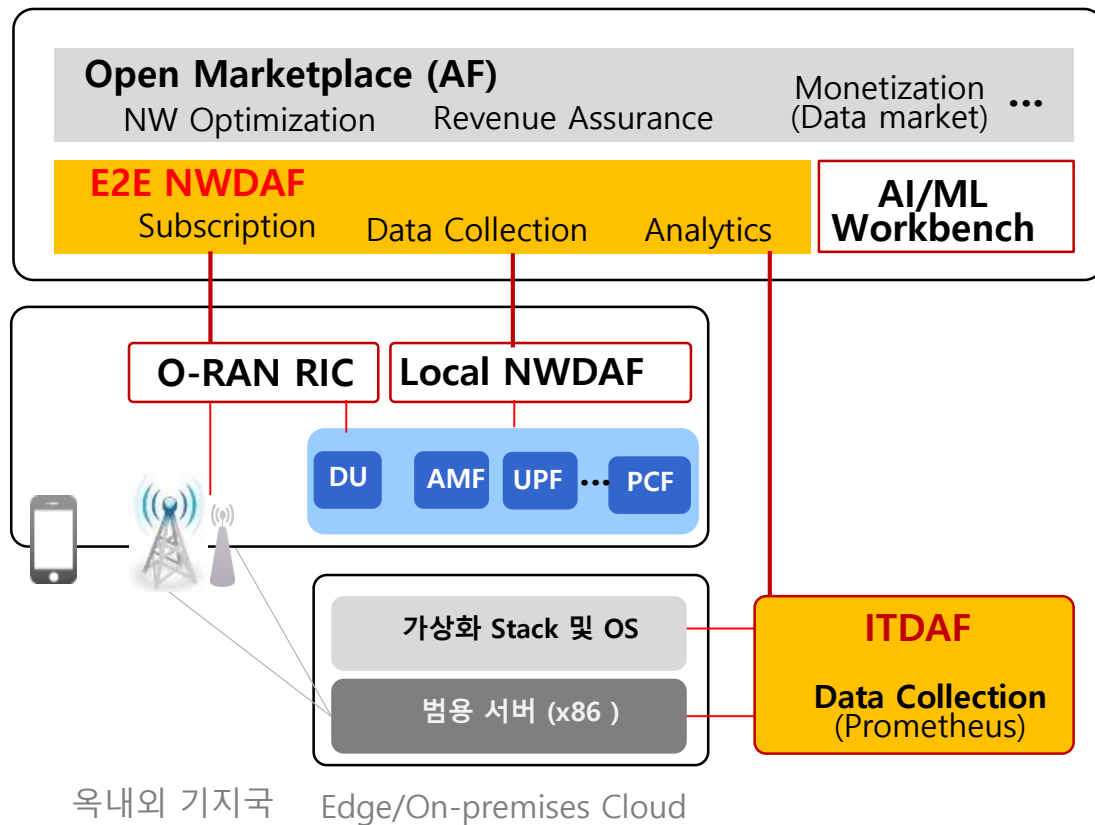 Open Marketplace (AF)
NW Optimization
Revenue Assurance
Monetization
(Data market)
...
E2E NWDAF
Subscription
Data Collection
Analytics
AI/ML
Workbench
O-RAN RIC
Local NWDAF
DU
AMF
UPF
...
PCF
가상화 Stack 및 OS
범용 서버 (x86 )
ITDAF
Data Collection
(Prometheus)
옥내외 기지국
Edge/On-premises Cloud